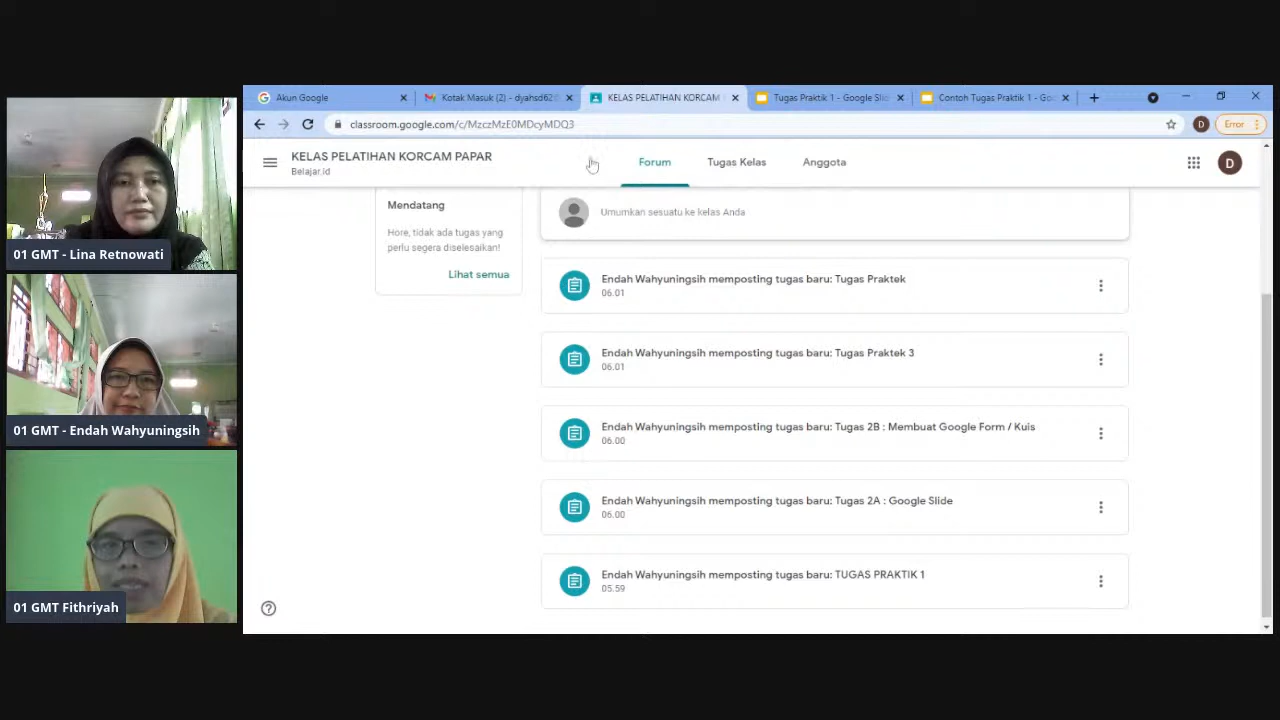 01 GMT - Lina Retnowati
01 GMT - Endah Wahyuningsih
01 GMT Fithriyah
Akun Google
Kotak Masuk (2) - dyahsd62
KELAS PELATIHAN KORCAM
Tugas Praktik 1 - Google Slid
Contoh Tugas Praktik 1 - Go
classroom.google.com/c/MzczMzE0MDcyMDQ3
D
Error
KELAS PELATIHAN KORCAM PAPAR
Belajar.id
Forum
Tugas Kelas
Anggota
D
Mendatang
Hore, tidak ada tugas yang
perlu segera diselesaikan!
Lihat semua
Umumkan sesuatu ke kelas Anda
Endah Wahyuningsih memposting tugas baru: Tugas Praktek
06.01
Endah Wahyuningsih memposting tugas baru: Tugas Praktek 3
06.01
Endah Wahyuningsih memposting tugas baru: Tugas 2B : Membuat Google Form / Kuis
06.00
Endah Wahyuningsih memposting tugas baru: Tugas 2A : Google Slide
06.00
Endah Wahyuningsih memposting tugas baru: TUGAS PRAKTIK 1
05.59